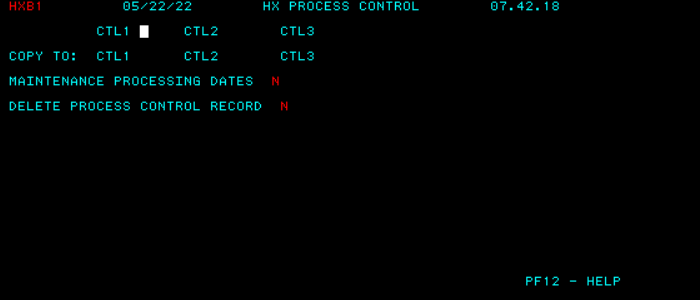 HXB1 05/22/22 HX PROCESS CONTROL 07.42.18
CTL1 CTL2 CTL3
COPY TO: CTL1 CTL2 CTL3
MAINTENANCE PROCESSING DATES N
DELETE PROCESS CONTROL RECORD N
PF12 - HELP